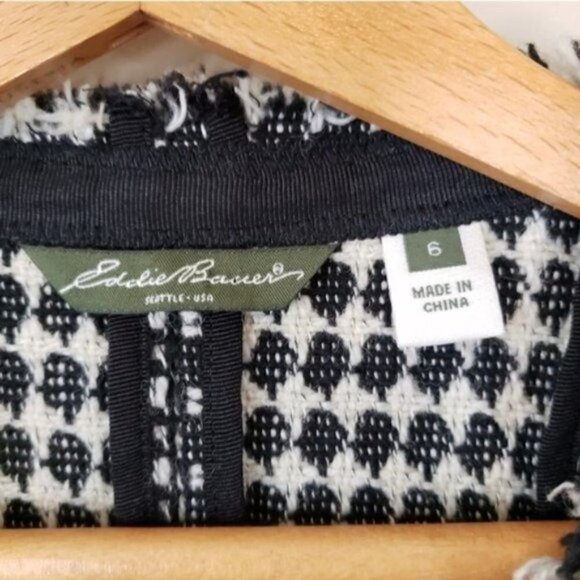 Eddie Bauer®
SEATTLE • USA
6
MADE IN
CHINA